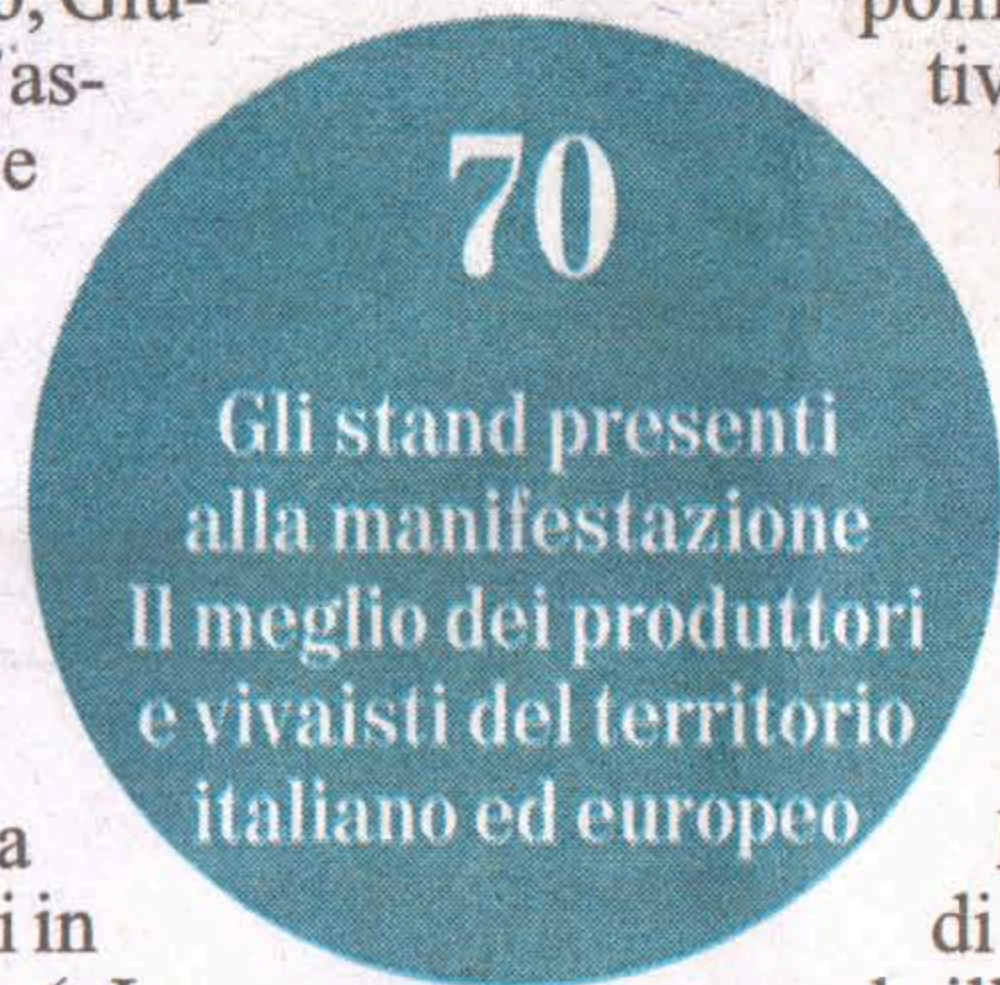 70
Gli stand presenti
alla manifestazione
Il meglio dei produttori
e vivaisti del territorio
italiano ed europeo